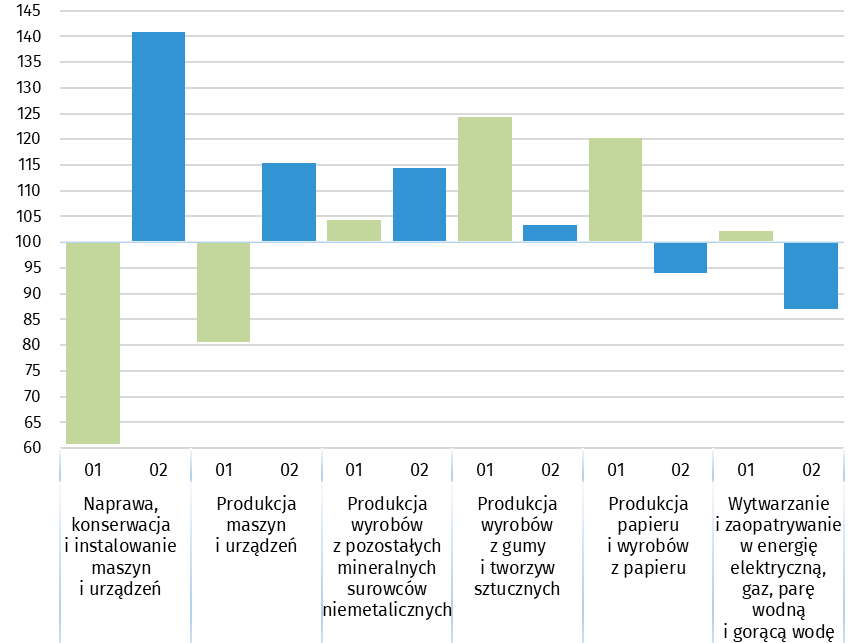 145
140
135
130
125
120
115
110
105
100
95
90
85
80
75
70
65
60
01 02 01 02 01 02 01 02 01 02 01 02
Naprawa,
konserwacja
i instalowanie
maszyn
i urządzeń
Produkcja
maszyn
i urządzeń
Produkcja
wyrobów
z pozostałych
mineralnych
surowców
niemetalicznych
Produkcja
wyrobów
z gumy
i tworzyw
sztucznych
Produkcja
papieru
i wyrobów
z papieru
Wytwarzanie
i zaopatrywanie
w energię
elektryczną,
gaz, parę
wodną
i gorącą wodę